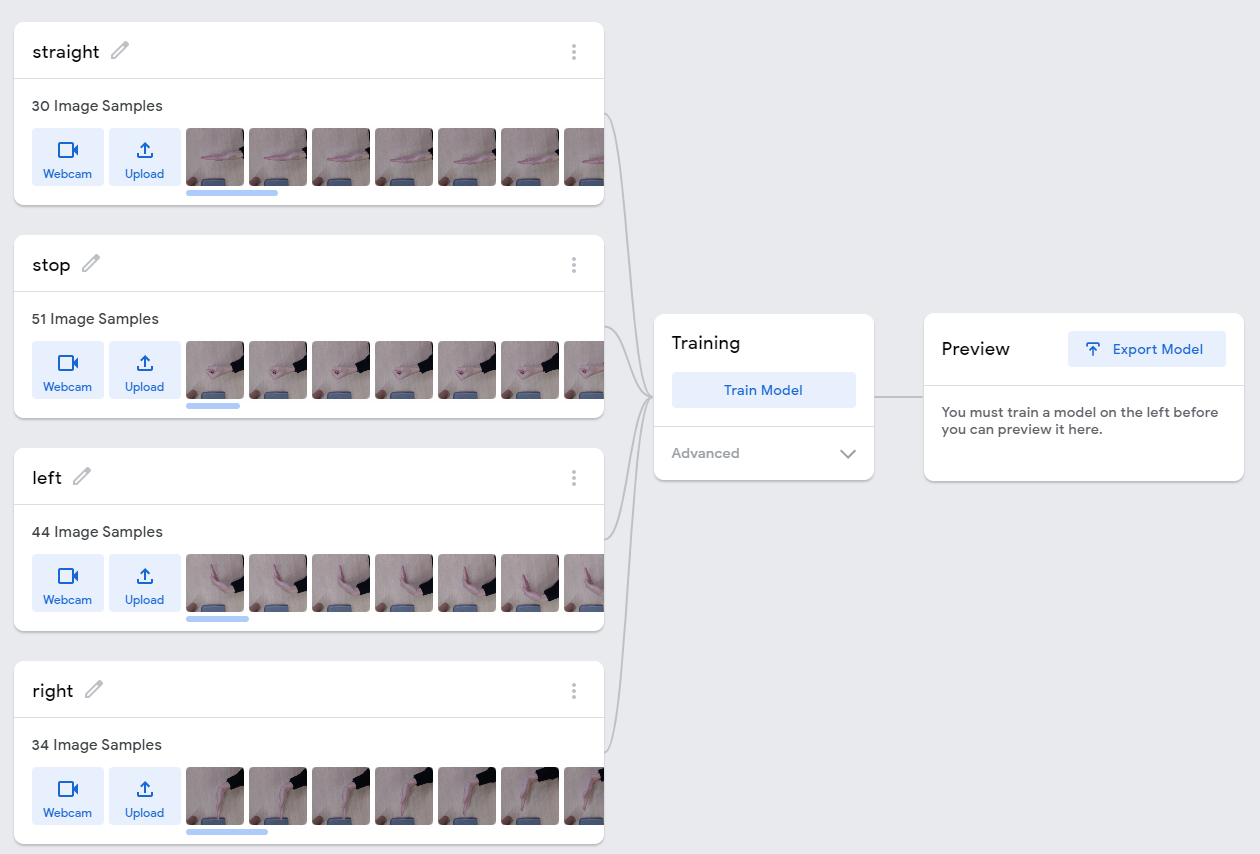 straight
30 Image Samples
Webcam
Upload
stop
51 Image Samples
Webcam
Upload
left
44 Image Samples
Webcam
Upload
right
34 Image Samples
Webcam
Upload
Training
Train Model
Advanced
Preview
Export Model
You must train a model on the left before
you can preview it here.